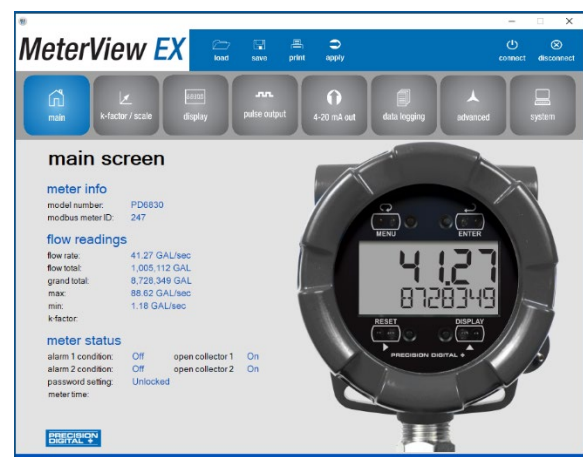 MeterView EX
load save print apply connect disconnect
main k-factor / scale display pulse output 4-20 mA out data logging advanced system
main screen
meter info
model number: PD6830
modbus meter ID: 247
flow readings
flow rate: 41.27 GAL/sec
flow total: 1,005,112 GAL
grand total: 8,728,349 GAL
max: 88.62 GAL/sec
min: 1.18 GAL/sec
k-factor:
meter status
alarm 1 condition: Off open collector 1 On
alarm 2 condition: Off open collector 2 On
password setting: Unlocked
meter time:
PRECISION
DIGITAL +
MENU ENTER
41.27
8728349
RESET DISPLAY
PRECISION DIGITAL +